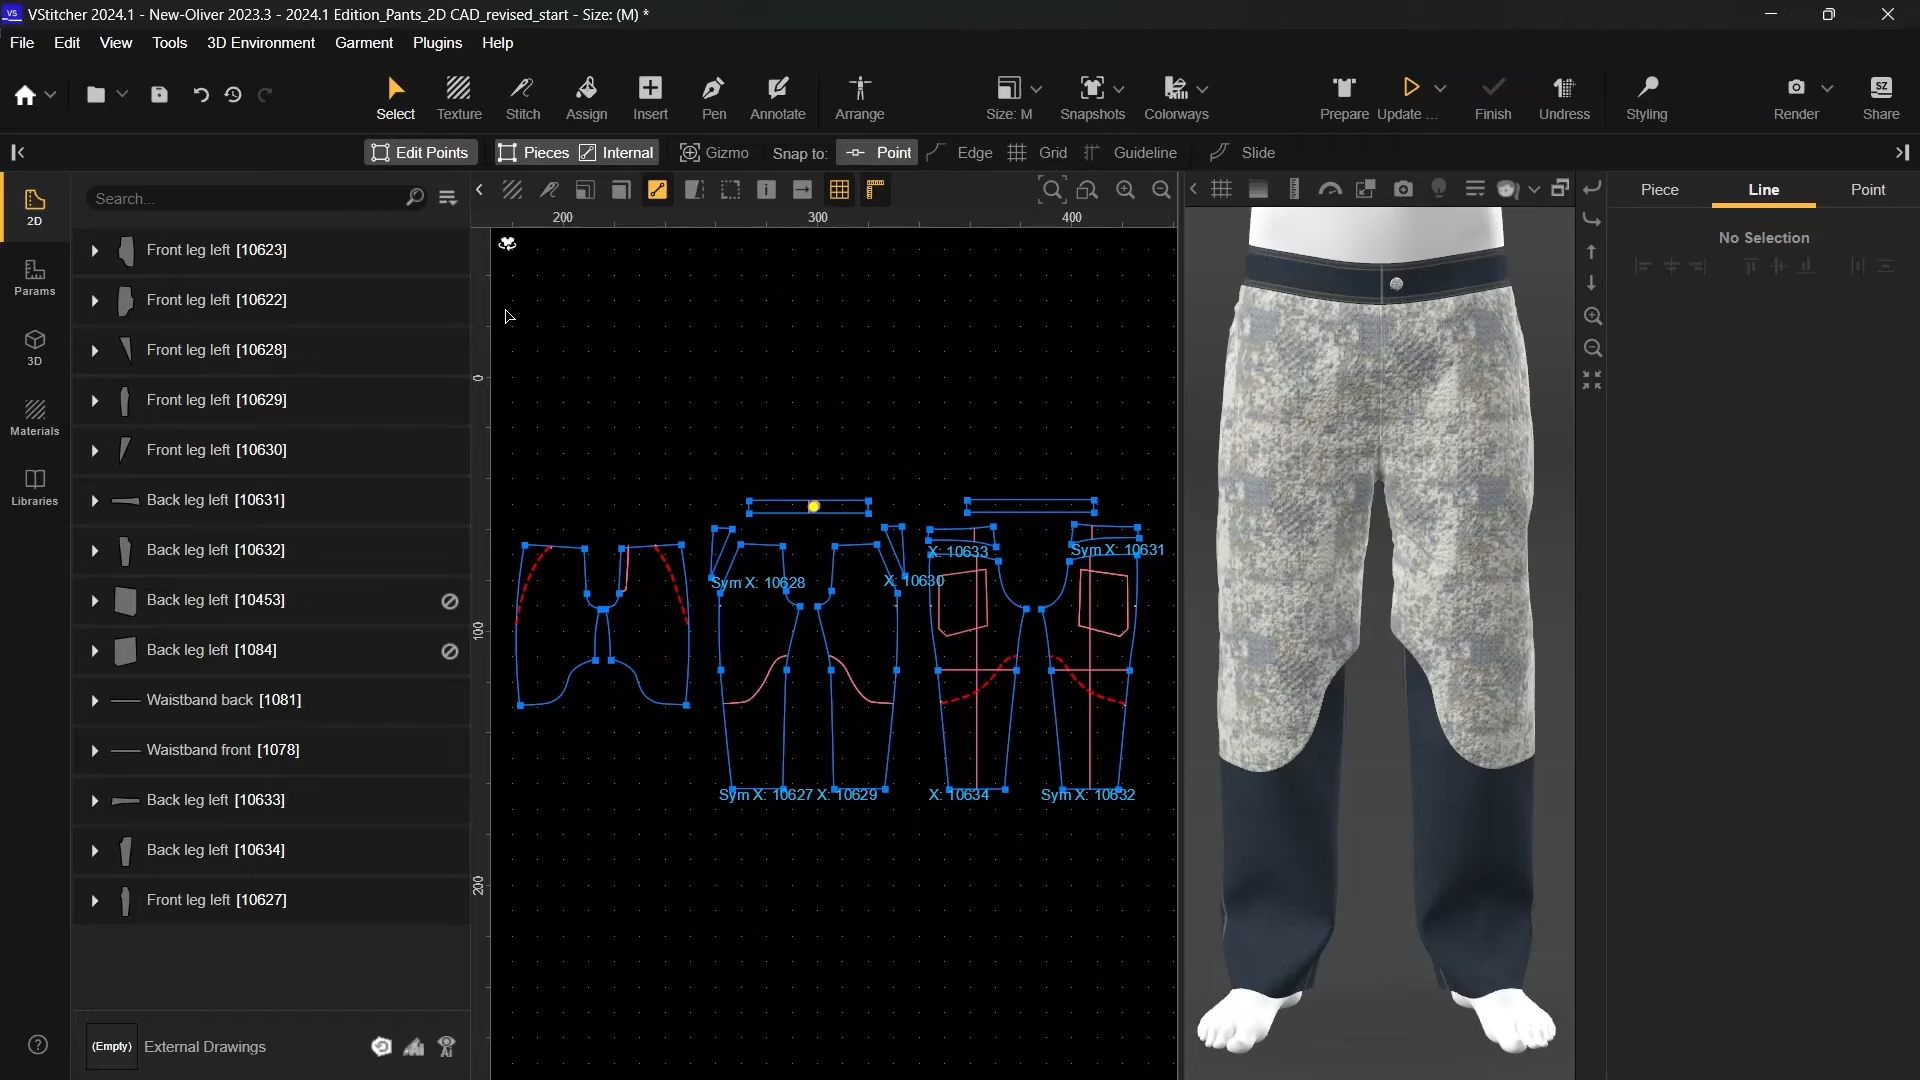 VS VStitcher 2024.1 - New-Oliver 2023.3 - 2024.1 Edition_Pants_2D CAD_revised_start - Size: (M) *
File Edit View Tools 3D Environment Garment Plugins Help
Select Texture Stitch Assign Insert Pen Annotate Arrange Size: M Snapshots Colorways Prepare Update ... Finish Undress Styling Render Share
SZ
Edit Points Pieces Internal Gizmo Snap to: Point Edge Grid Guideline Slide
2D
3D
Params
Materials
Libraries
Search...
Front leg left [10623]
Front leg left [10622]
Front leg left [10628]
Front leg left [10629]
Front leg left [10630]
Back leg left [10631]
Back leg left [10632]
Back leg left [10453]
Back leg left [1084]
Waistband back [1081]
Waistband front [1078]
Back leg left [10633]
Back leg left [10634]
Front leg left [10627]
(Empty) External Drawings
AI
200 300 400
0
100
200
Sym X: 10628
X: 10630
X: 10633
Sym X: 10631
Sym X: 10627
X: 10629
X: 10634
Sym X: 10632
Piece Line Point
No Selection